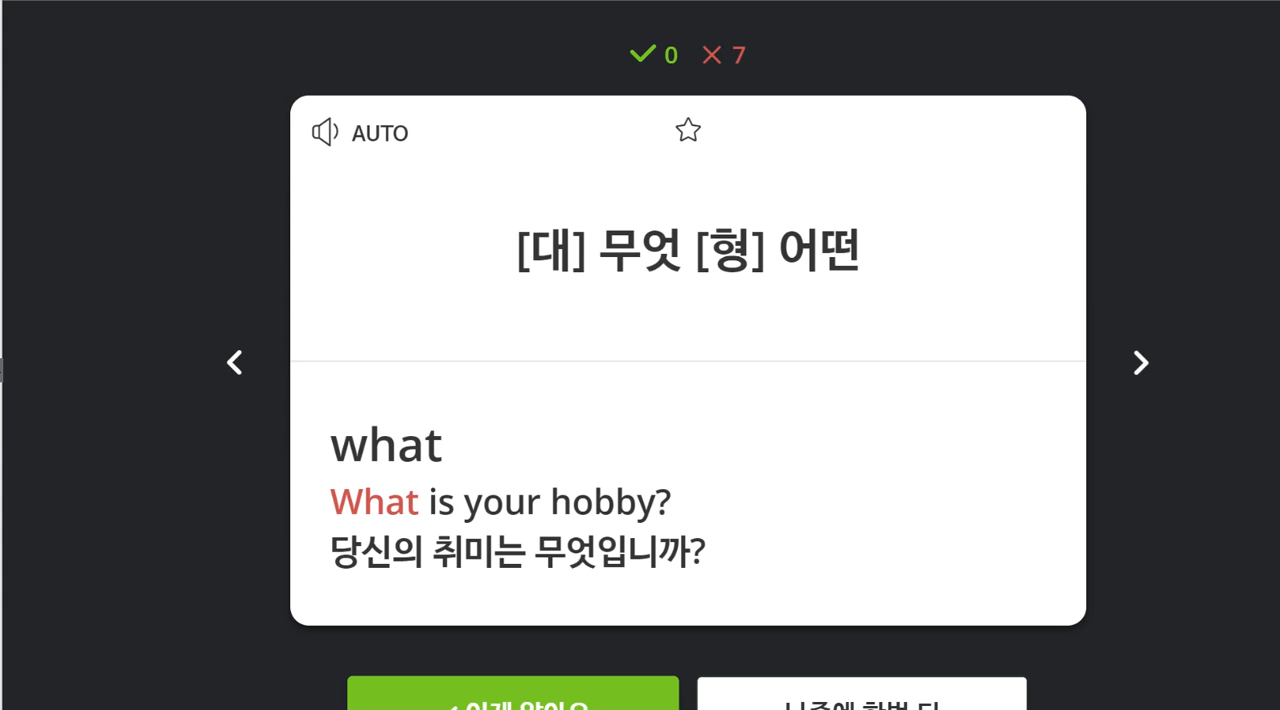 0 7
AUTO
[대] 무엇 [형] 어떤
what
What is your hobby?
당신의 취미는 무엇입니까?